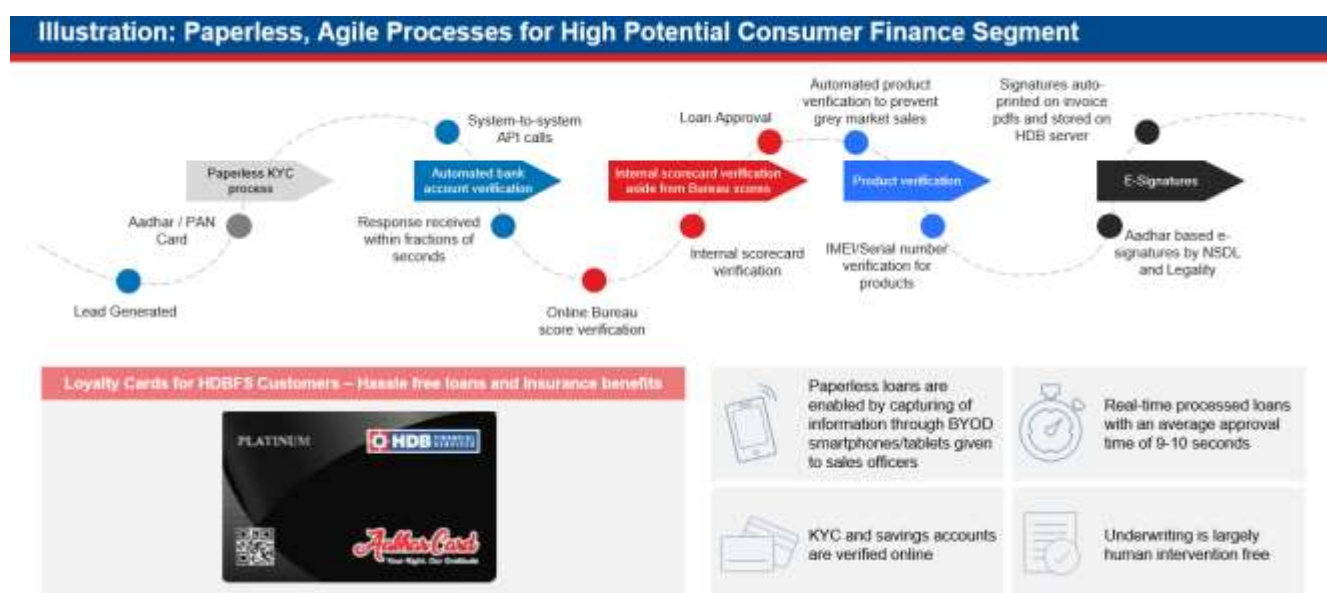 Illustration: Paperless, Agile Processes for High Potential Consumer Finance Segment
Lead Generated
Aadhar / PAN
Card
Paperless KYC
process
System-to-system
API calls
Automated bank
account verification
Response received
within fractions of
seconds
Online Bureau
score verification
Loan Approval
Internal scorecard verification
aside from Bureau scores
Internal scorecard
verification
Automated product
verification to prevent
grey market sales
Product verification
IMEI/Serial number
verification for
products
Signatures auto-
printed on invoice
pdfs and stored on
HDB server
E-Signatures
Aadhar based e-
signatures by NSDL
and Legality
Loyalty Cards for HDBFS Customers – Hassle free loans and Insurance benefits
PLATINUM
HDB FINANCIAL
SERVICES
Paperless loans are
enabled by capturing of
information through BYOD
smartphones/tablets given
to sales officers
Real-time processed loans
with an average approval
time of 9-10 seconds
KYC and savings accounts
are verified online
Underwriting is largely
human intervention free